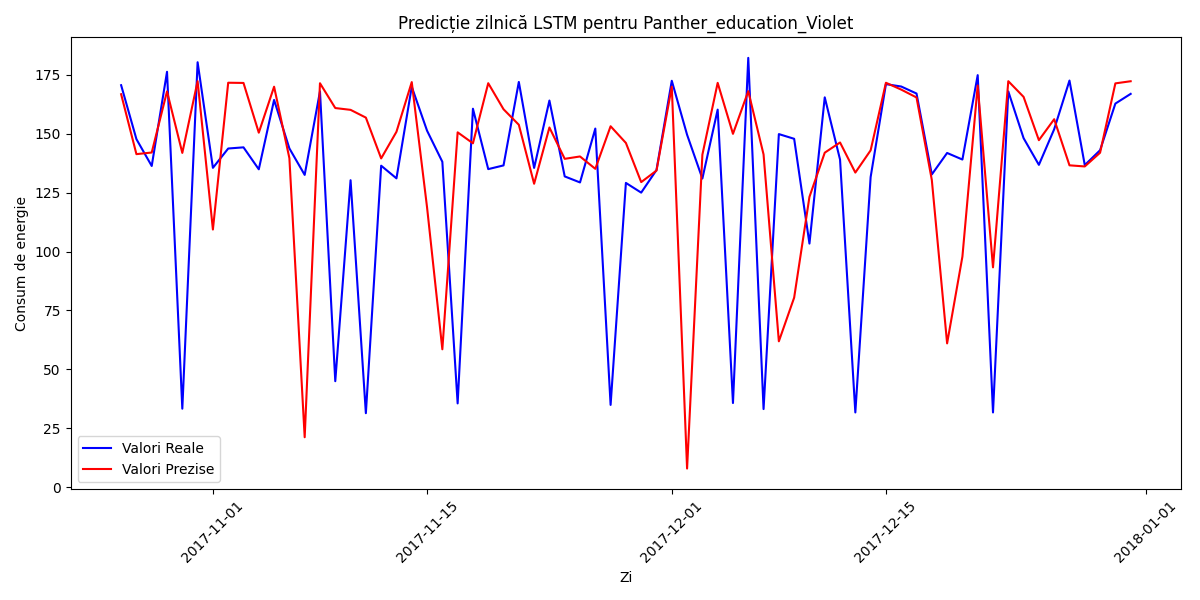 Predicție zilnică LSTM pentru Panther_education_Violet
Consum de energie
175
150
125
100
75
50
25
0
Valori Reale
Valori Prezise
2017-11-01
2017-11-15
2017-12-01
2017-12-15
2018-01-01
Zi